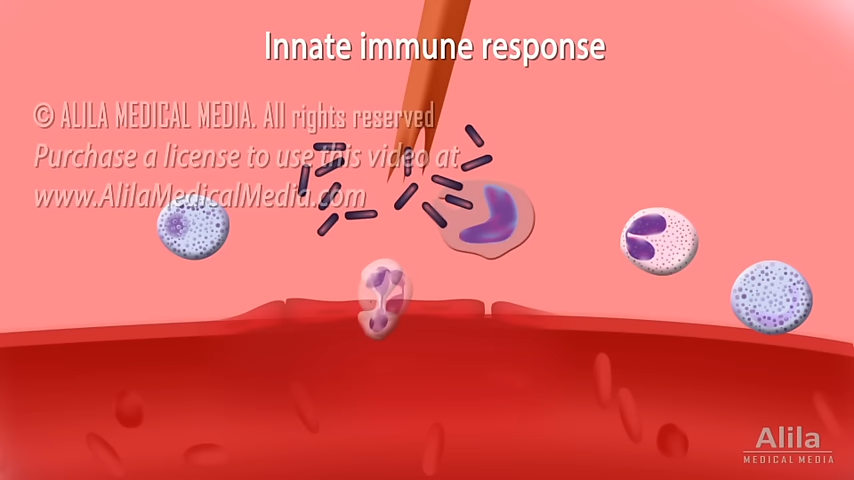 Innate immune response
© ALILA MEDICAL MEDIA. All rights reserved
Purchase a license to use this video at
www.AlilaMedicalMedia.com
Alila
MEDICAL MEDIA